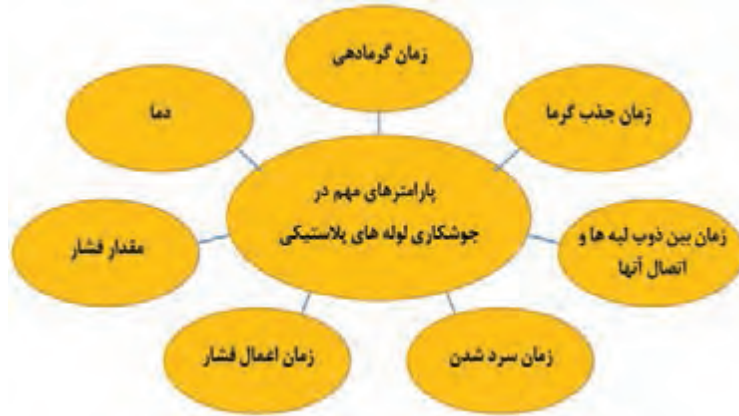 زمان گرمادهی
زمان جذب گرما
دما
پارامترهای مهم در
جوشکاری لوله های پلاستیکی
زمان بین ذوب لبه ها و
اتصال آنها
مقدار فشار
زمان سرد شدن
زمان اعمال فشار